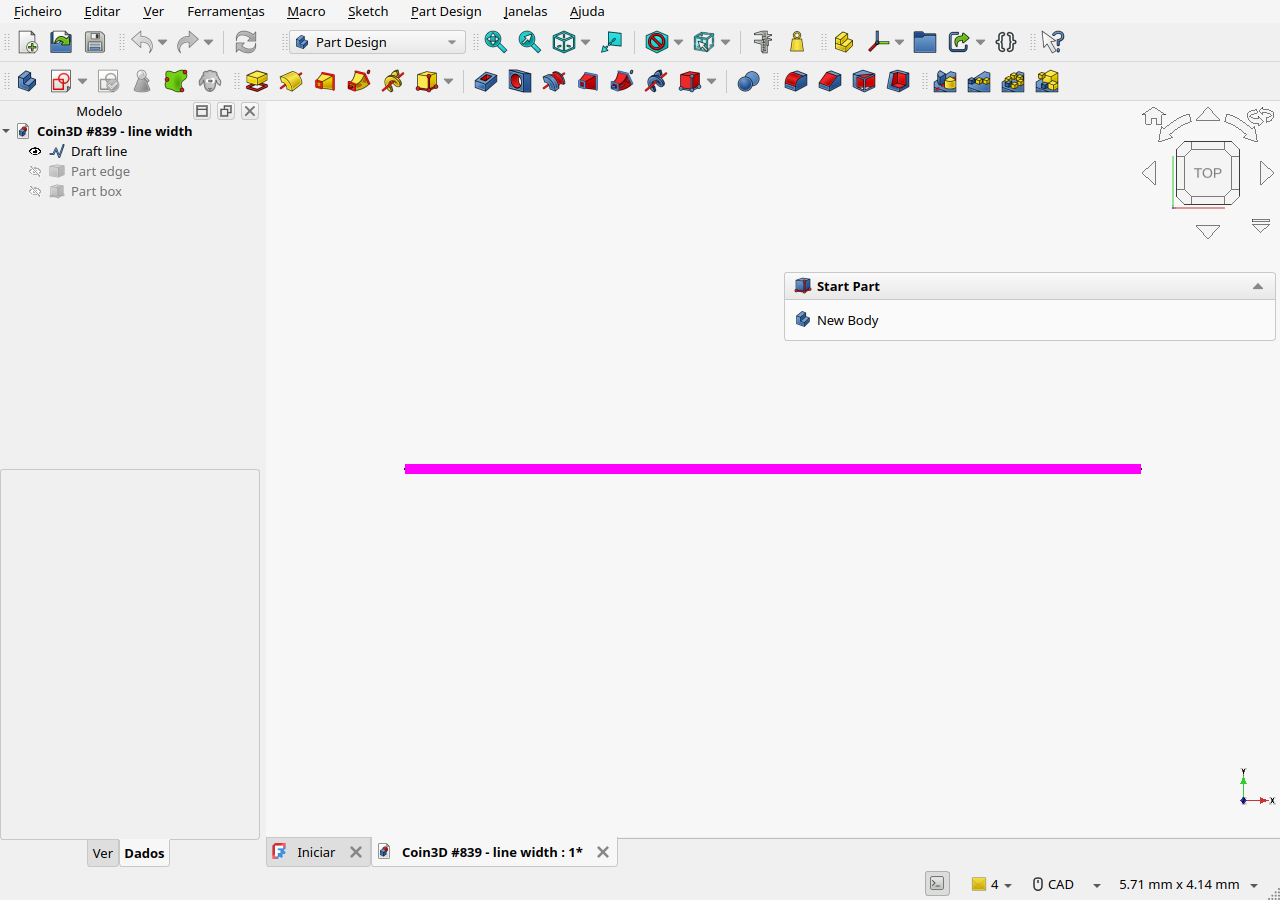 Ficheiro Editar Ver Ferramentas Macro Sketch Part Design Janelas Ajuda
Part Design
Modelo
Coin3D #839 - line width
Draft line
Part edge
Part box
TOP
Start Part
New Body
Y
X
Ver Dados
Iniciar
Coin3D #839 - line width : 1*
4 CAD 5.71 mm x 4.14 mm